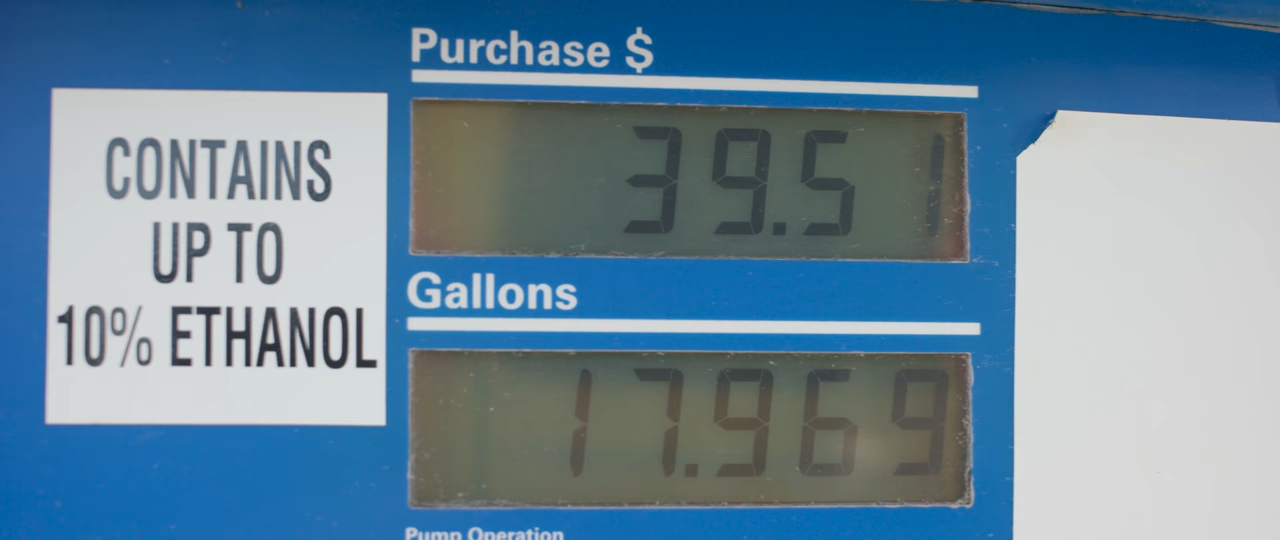 Purchase $
39.51
CONTAINS
UP TO
10% ETHANOL
Gallons
17.969
Pump Operation